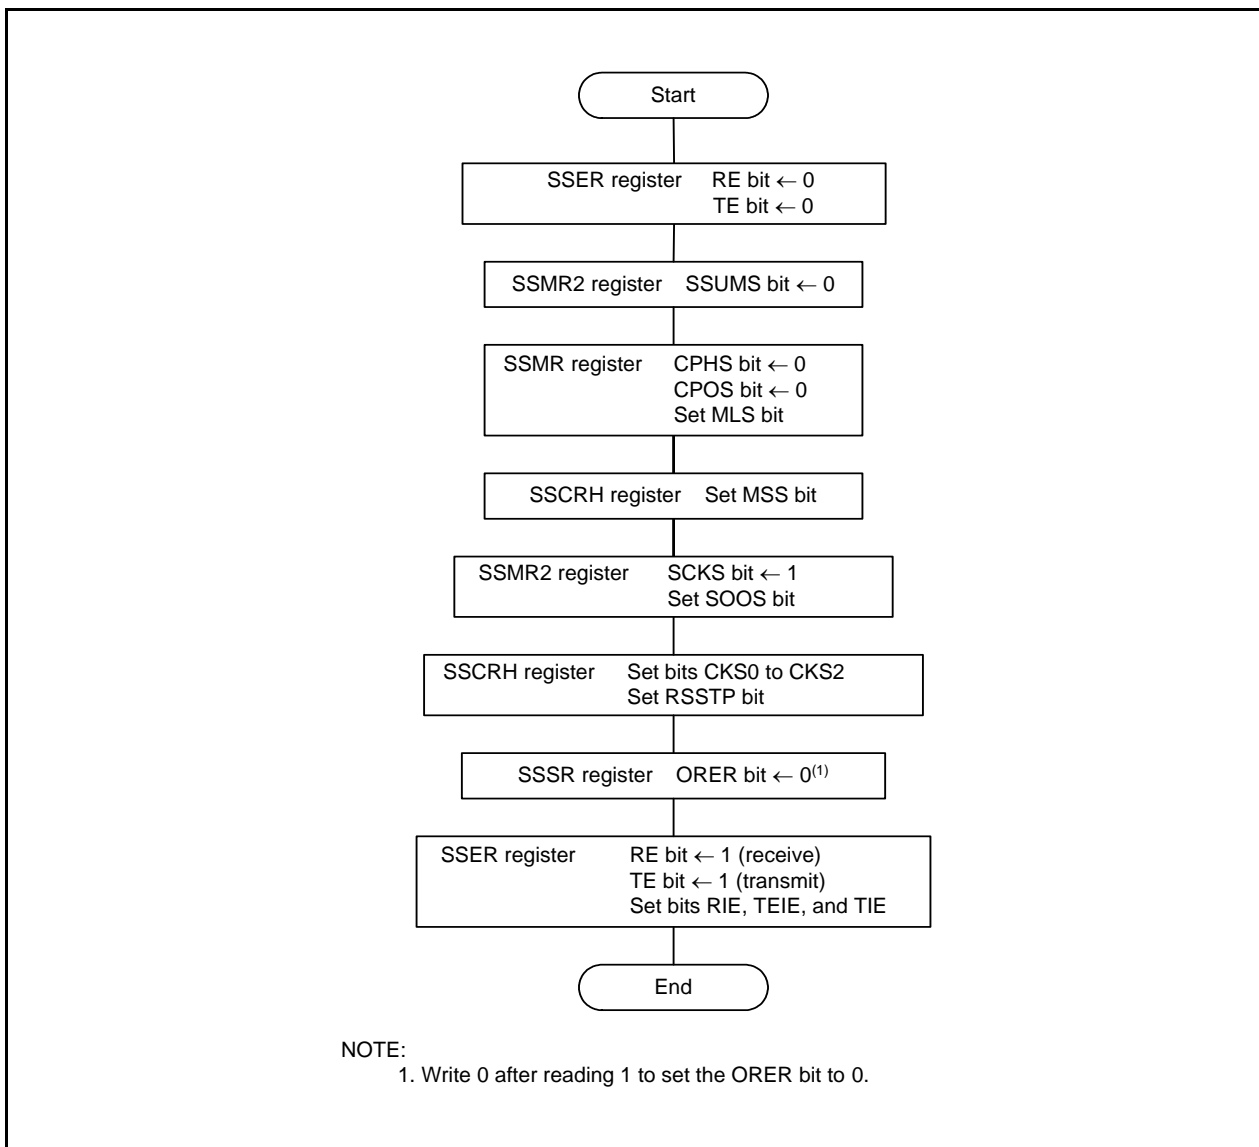 Start
SSER register RE bit ← 0
TE bit ← 0
SSMR2 register SSUMS bit ← 0
SSMR register CPHS bit ← 0
CPOS bit ← 0
Set MLS bit
SSCRH register Set MSS bit
SSMR2 register SCKS bit ← 1
Set SOOS bit
SSCRH register Set bits CKS0 to CKS2
Set RSSTP bit
SSSR register ORER bit ← 0(1)
SSER register RE bit ← 1 (receive)
TE bit ← 1 (transmit)
Set bits RIE, TEIE, and TIE
End
NOTE:
1. Write 0 after reading 1 to set the ORER bit to 0.